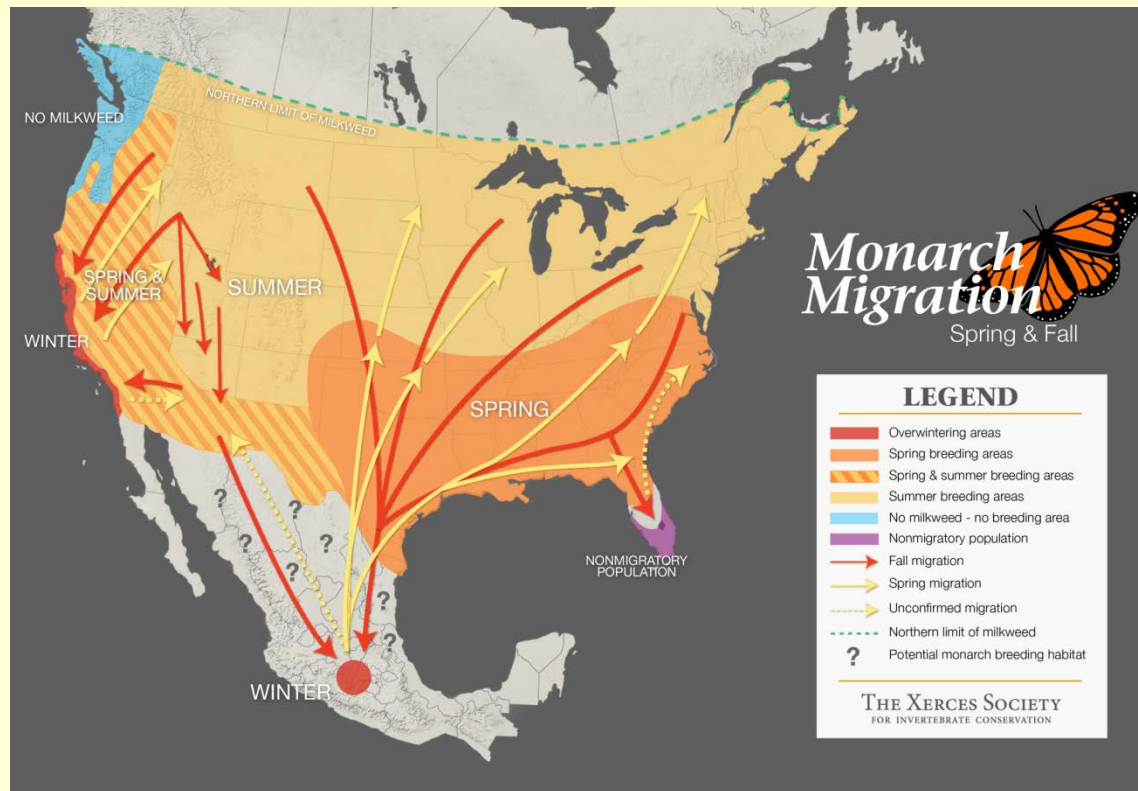 NO MILKWEED
NORTHERN LIMIT OF MILKWEED
SPRING &
SUMMER
SUMMER
WINTER
SPRING
?
?
?
?
?
?
?
WINTER
NONMIGRATORY
POPULATION
Monarch
Migration
Spring & Fall
LEGEND
Overwintering areas
Spring breeding areas
Spring & summer breeding areas
Summer breeding areas
No milkweed - no breeding area
Nonmigratory population
Fall migration
Spring migration
Unconfirmed migration
Northern limit of milkweed
? Potential monarch breeding habitat
THE XERCES SOCIETY
FOR INVERTEBRATE CONSERVATION